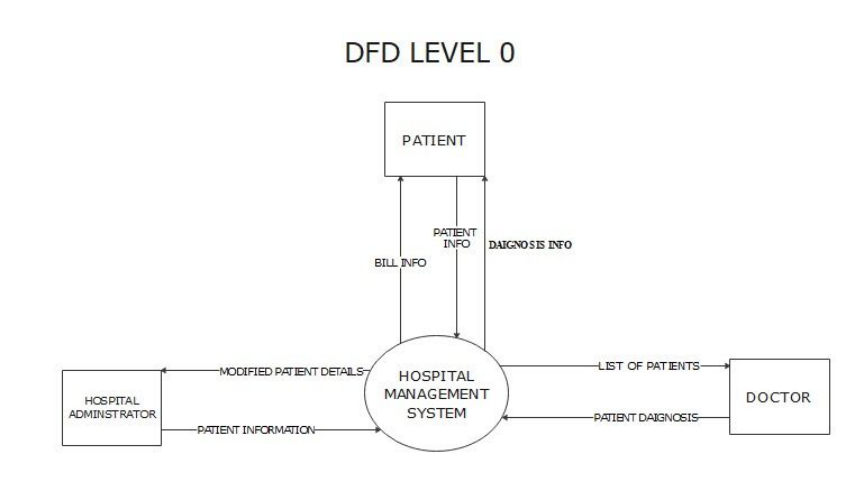 DFD LEVEL 0
PATIENT
PATIENT
INFO
DAIGNOSIS INFO
BILL INFO
MODIFIED PATIENT DETAILS
LIST OF PATIENTS
HOSPITAL
MANAGEMENT
SYSTEM
HOSPITAL
ADMINSTRATOR
DOCTOR
PATIENT INFORMATION
PATIENT DAIGNOSIS